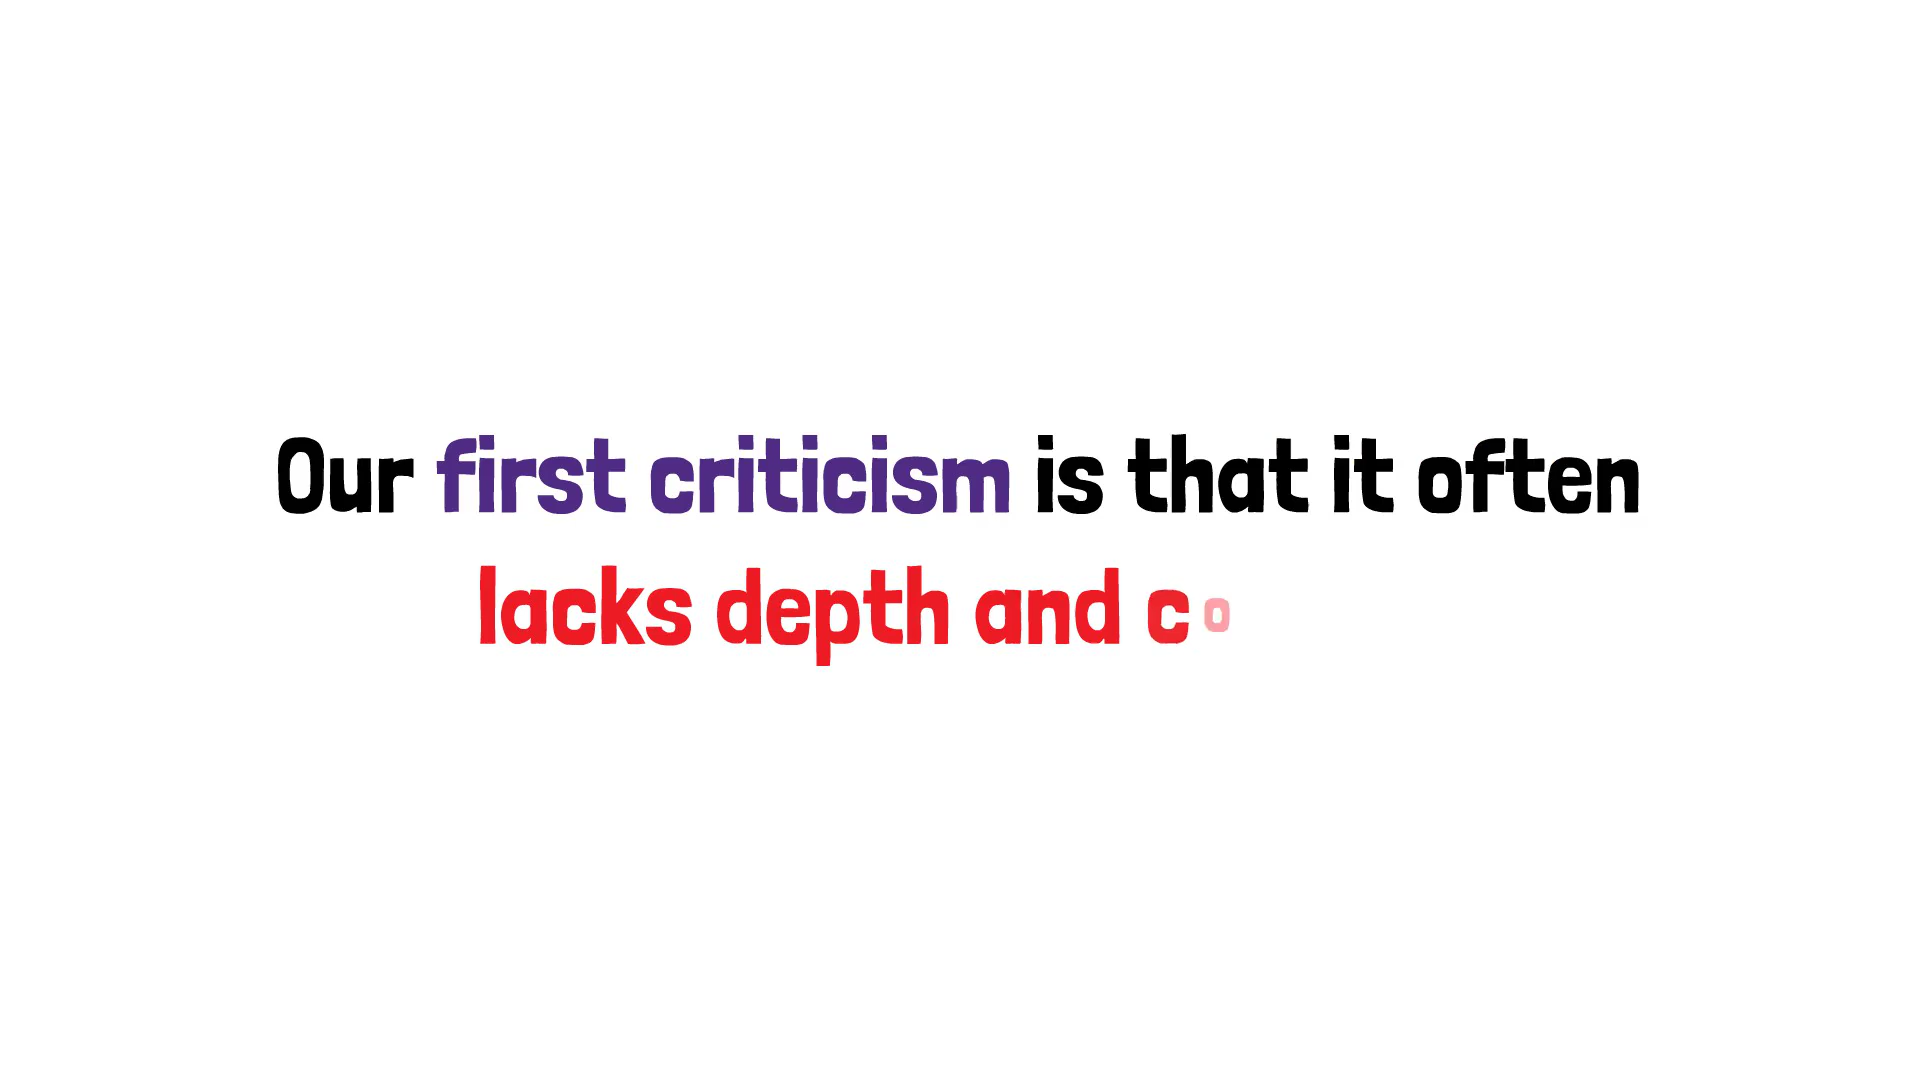 Our first criticism is that it often
lacks depth and co